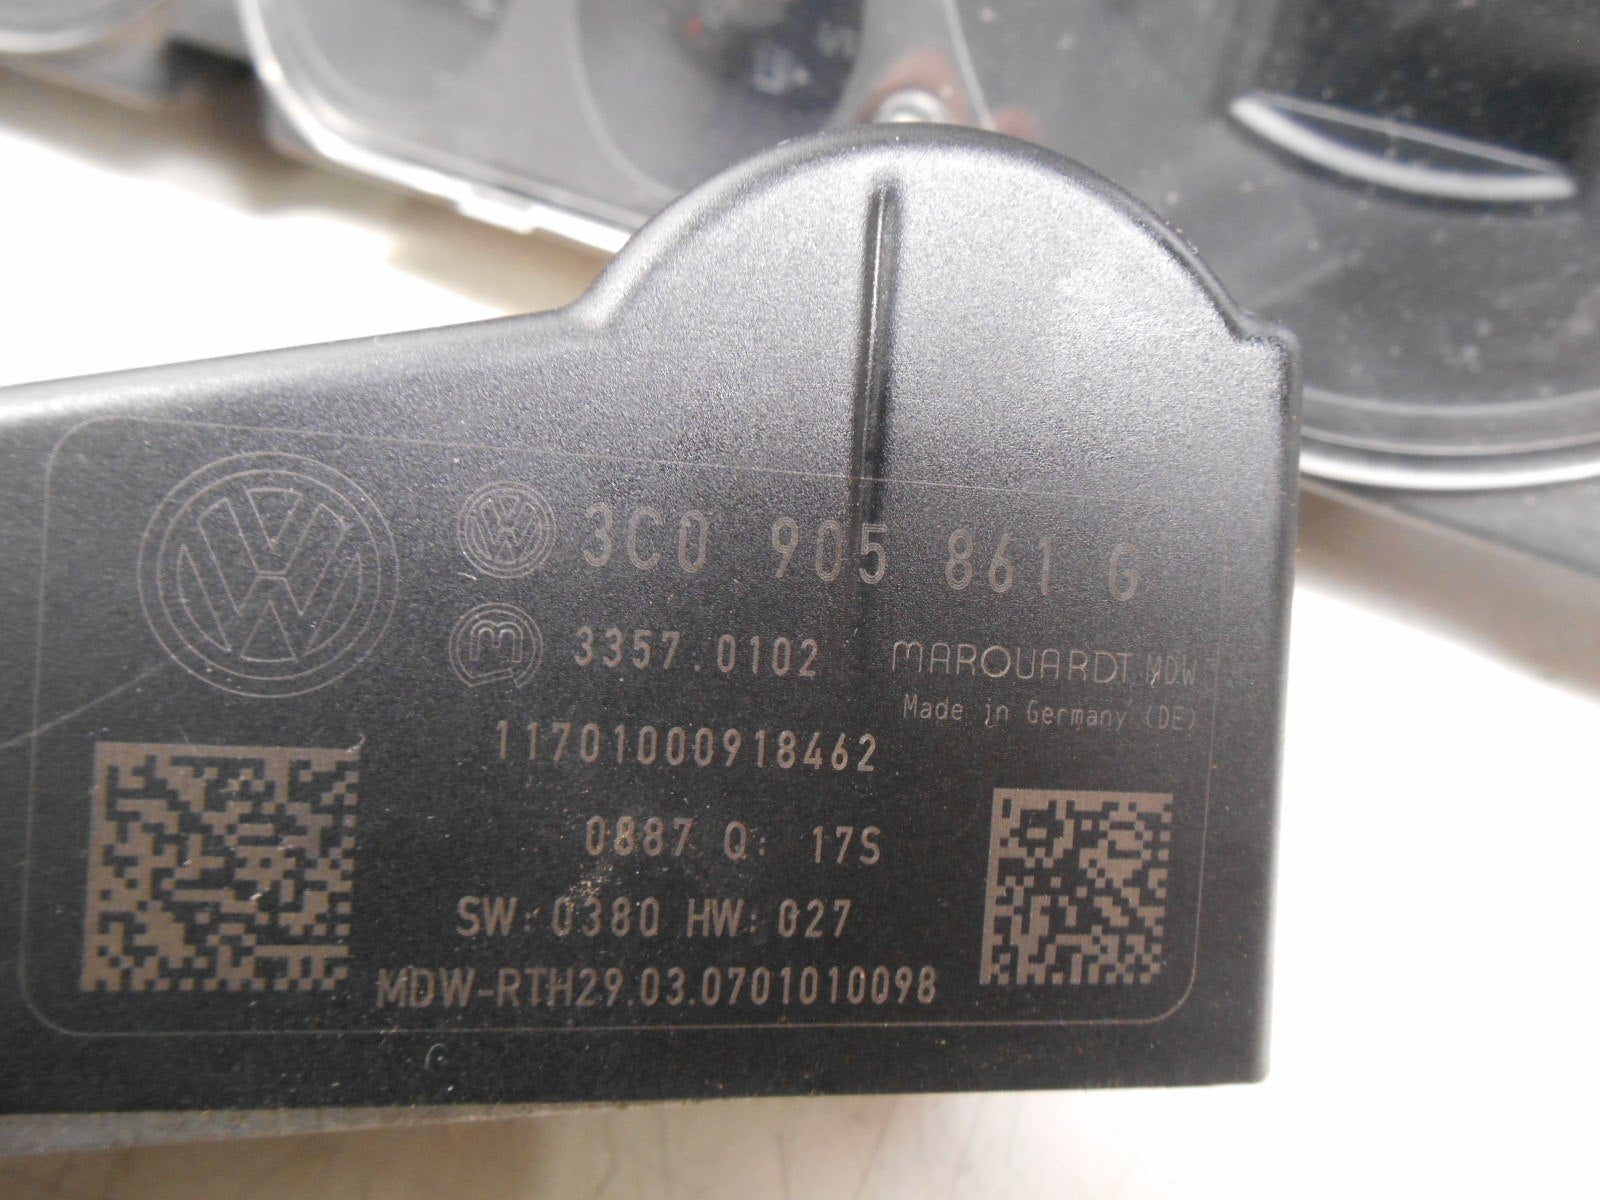 3C0 905 861 G
3357.0102 MARQUARDT MDW
Made in Germany (DE)
11701000918462
0887 Q: 17S
SW: 0380 HW: 027
MDW-RTH29.03.0701010098